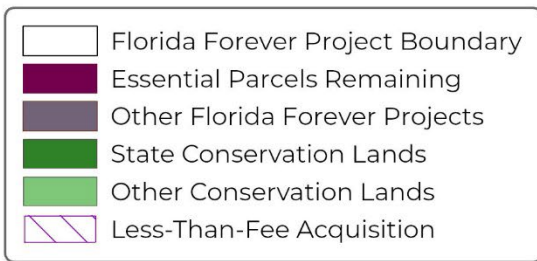 Florida Forever Project Boundary
Essential Parcels Remaining
Other Florida Forever Projects
State Conservation Lands
Other Conservation Lands
Less-Than-Fee Acquisition